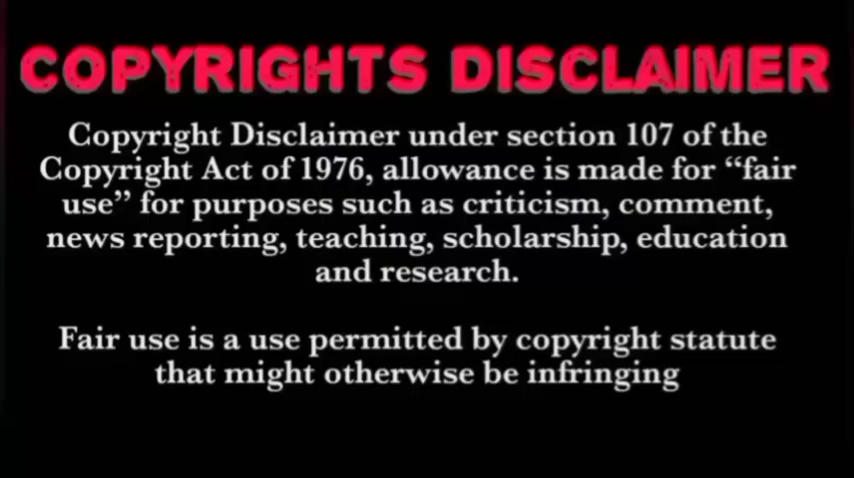 COPYRIGHTS DISCLAIMER
Copyright Disclaimer under section 107 of the
Copyright Act of 1976, allowance is made for “fair
use” for purposes such as criticism, comment,
news reporting, teaching, scholarship, education
and research.
Fair use is a use permitted by copyright statute
that might otherwise be infringing